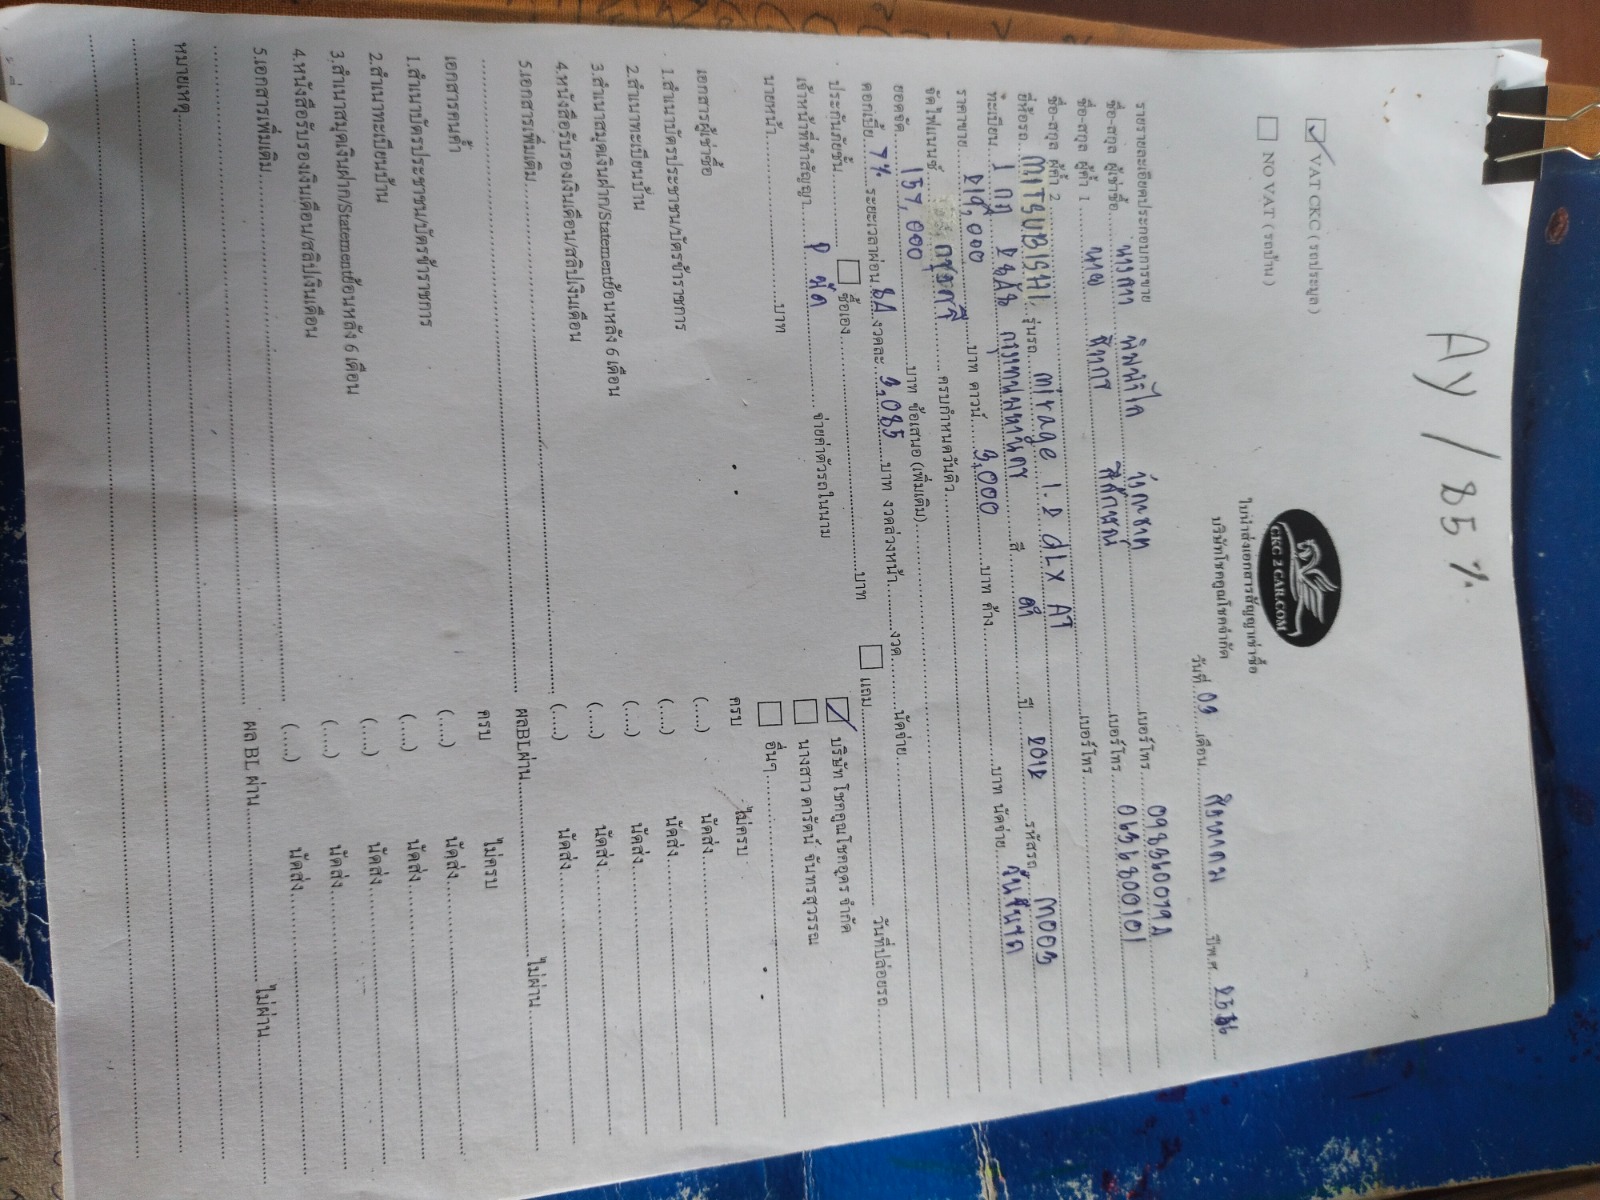 Ay / 85 %.
☑ VAT CKC ( รถประมูล )
☐ NO VAT ( รถบ้าน )
CKC 2 CAR.COM
ใบนำส่งเอกสารสัญญาเช่าซื้อ
บริษัทโชคคูณโชคจำกัด
วันที่ 03 เดือน สิงหาคม ปีพ.ศ.
รายรายละเอียดประกอบการขาย
ชื่อ-สกุล ผู้เช่าซื้อ เบอร์โทร
ชื่อ-สกุล ผู้ค้ำ 1 นาย เบอร์โทร
ชื่อ-สกุล ผู้ค้ำ 2 เบอร์โทร
ยี่ห้อรถ MITSUBISHI รุ่นรถ mirage 1.2 GLX AT ปี 2012 รหัสรถ M003
ทะเบียน 1 กรุงเทพมหานคร สี ดำ
ราคาขาย 219,000 บาท ดาวน์ 3,000 บาท ค้าง บาท นัดจ่าย
จัดไฟแนนซ์ กรุงศรี ครบกำหนดวันคิว
ยอดจัด 157,000 บาท ข้อเสนอ (เพิ่มเติม)
ดอกเบี้ย 7% ระยะเวลาผ่อน 84 งวดละ 3,085 บาท งวดล่วงหน้า งวด นัดจ่าย
ประกันภัยชั้น ☐ ซื้อเอง บาท ☐ แถม วันที่ปล่อยรถ
เจ้าหน้าที่ทำสัญญา P นัด จ่ายค่าตัวรถในนาม ☑ บริษัท โชคคูณโชคอุดร จำกัด
นายหน้า บาท ☐ นางสาว ดารัตน์ จันทรสุวรรณ
☐ อื่นๆ
เอกสารผู้เช่าซื้อ ครบ ไม่ครบ
1.สำเนาบัตรประชาชน/บัตรข้าราชการ (.....) นัดส่ง
2.สำเนาทะเบียนบ้าน (.....) นัดส่ง
3.สำเนาสมุดเงินฝาก/Statementย้อนหลัง 6 เดือน (.....) นัดส่ง
4.หนังสือรับรองเงินเดือน/สลิปเงินเดือน (.....) นัดส่ง
5.เอกสารเพิ่มเติม (.....) นัดส่ง
ผลBLผ่าน ไม่ผ่าน
เอกสารคนค้ำ ครบ ไม่ครบ
1.สำเนาบัตรประชาชน/บัตรข้าราชการ (.....) นัดส่ง
2.สำเนาทะเบียนบ้าน (.....) นัดส่ง
3.สำเนาสมุดเงินฝาก/Statementย้อนหลัง 6 เดือน (.....) นัดส่ง
4.หนังสือรับรองเงินเดือน/สลิปเงินเดือน (.....) นัดส่ง
5.เอกสารเพิ่มเติม (.....) นัดส่ง
ผล BL ผ่าน ไม่ผ่าน
หมายเหตุ